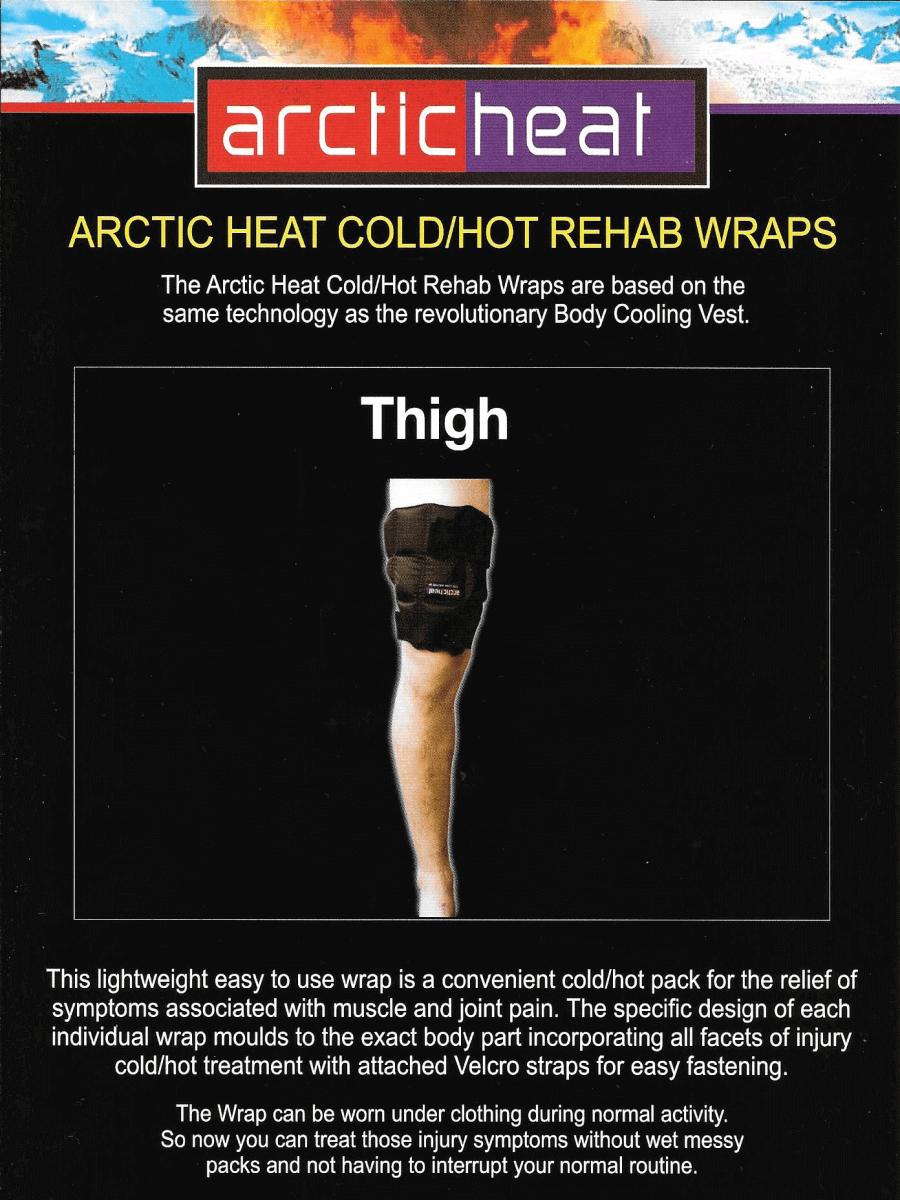 arcticheat
ARCTIC HEAT COLD/HOT REHAB WRAPS
The Arctic Heat Cold/Hot Rehab Wraps are based on the
same technology as the revolutionary Body Cooling Vest.
Thigh
arcticheat
This lightweight easy to use wrap is a convenient cold/hot pack for the relief of
symptoms associated with muscle and joint pain. The specific design of each
individual wrap moulds to the exact body part incorporating all facets of injury
cold/hot treatment with attached Velcro straps for easy fastening.
The Wrap can be worn under clothing during normal activity.
So now you can treat those injury symptoms without wet messy
packs and not having to interrupt your normal routine.